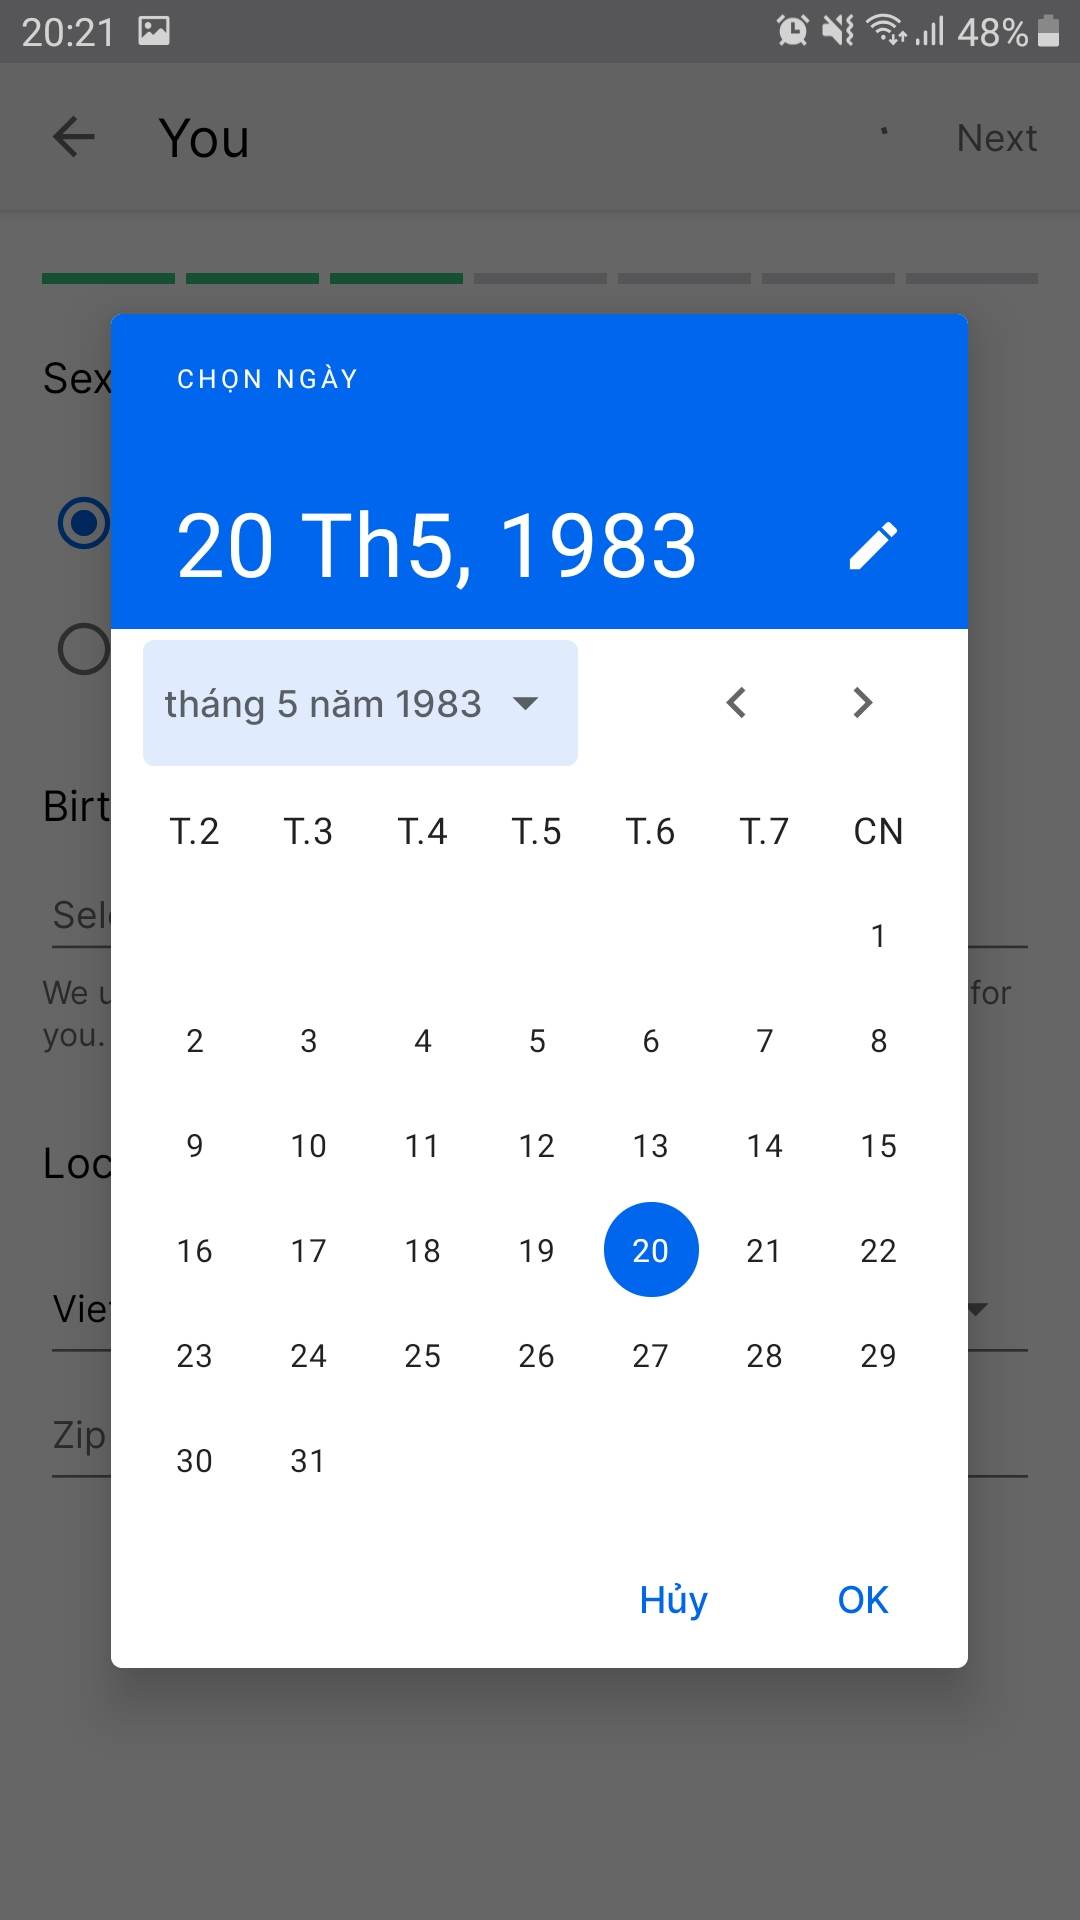 20:21 48%
You Next
Sex
CHỌN NGÀY
20 Th5, 1983
tháng 5 năm 1983
T.2 T.3 T.4 T.5 T.6 T.7 CN
1
2 3 4 5 6 7 8
9 10 11 12 13 14 15
16 17 18 19 20 21 22
23 24 25 26 27 28 29
30 31
Hủy OK
Birt
Sel
We for
you.
Loc
Viet
Zip